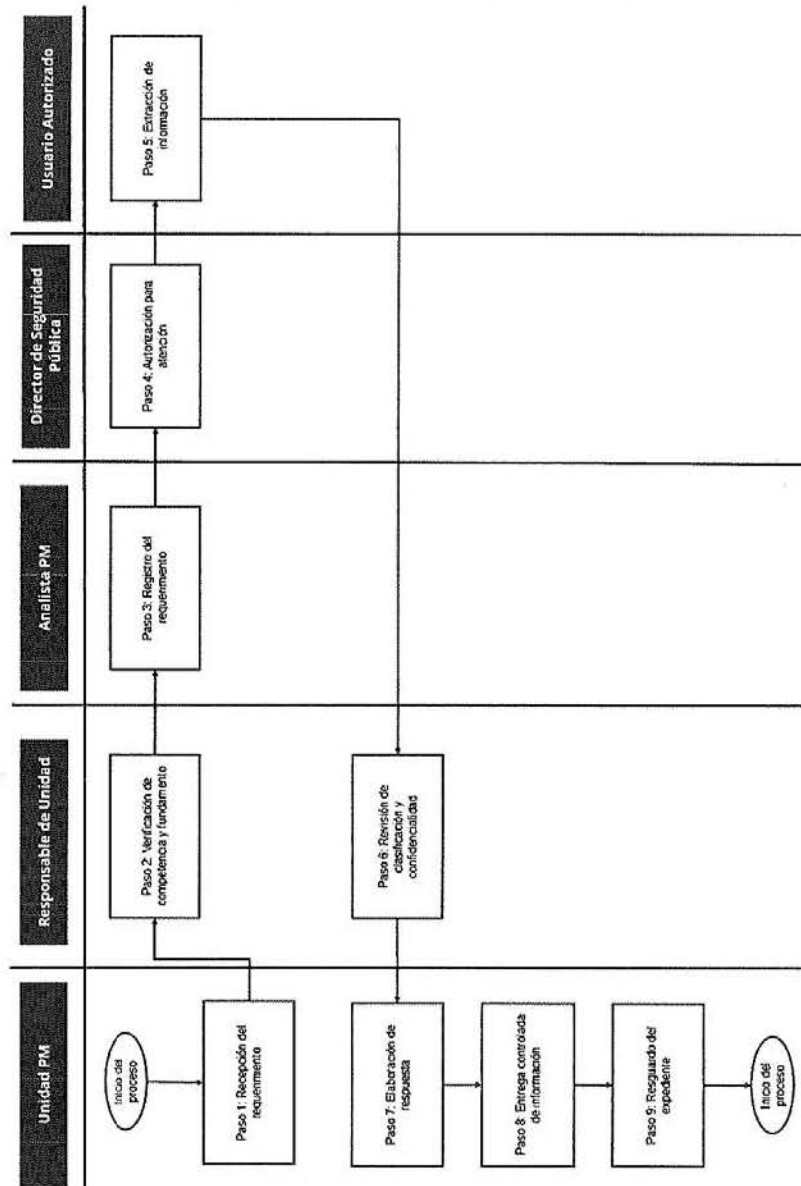 Unidad PM
Responsable de Unidad
Analista PM
Director de Seguridad
Pública
Usuario Autorizado
Inicio del
proceso
Paso 1: Recepción del
requerimiento
Paso 2: Verificación de
competencia y fundamento
Paso 3: Registro del
requerimiento
Paso 4: Autorización para
atención
Paso 5: Extracción de
información
Paso 6: Revisión de
clasificación y
confidencialidad
Paso 7: Elaboración de
respuesta
Paso 8: Entrega controlada
de información
Paso 9: Resguardo del
expediente
Inicio del
proceso